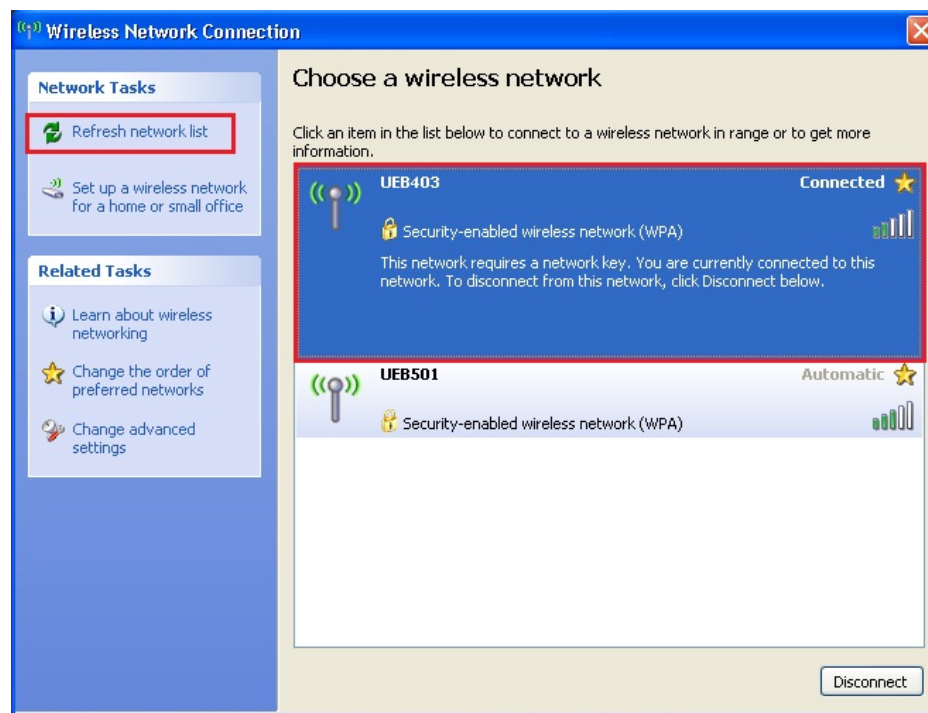 Wireless Network Connection
Network Tasks
Refresh network list
Set up a wireless network
for a home or small office
Related Tasks
Learn about wireless
networking
Change the order of
preferred networks
Change advanced
settings
Choose a wireless network
Click an item in the list below to connect to a wireless network in range or to get more
information.
UEB403
Connected
Security-enabled wireless network (WPA)
This network requires a network key. You are currently connected to this
network. To disconnect from this network, click Disconnect below.
UEB501
Automatic
Security-enabled wireless network (WPA)
Disconnect